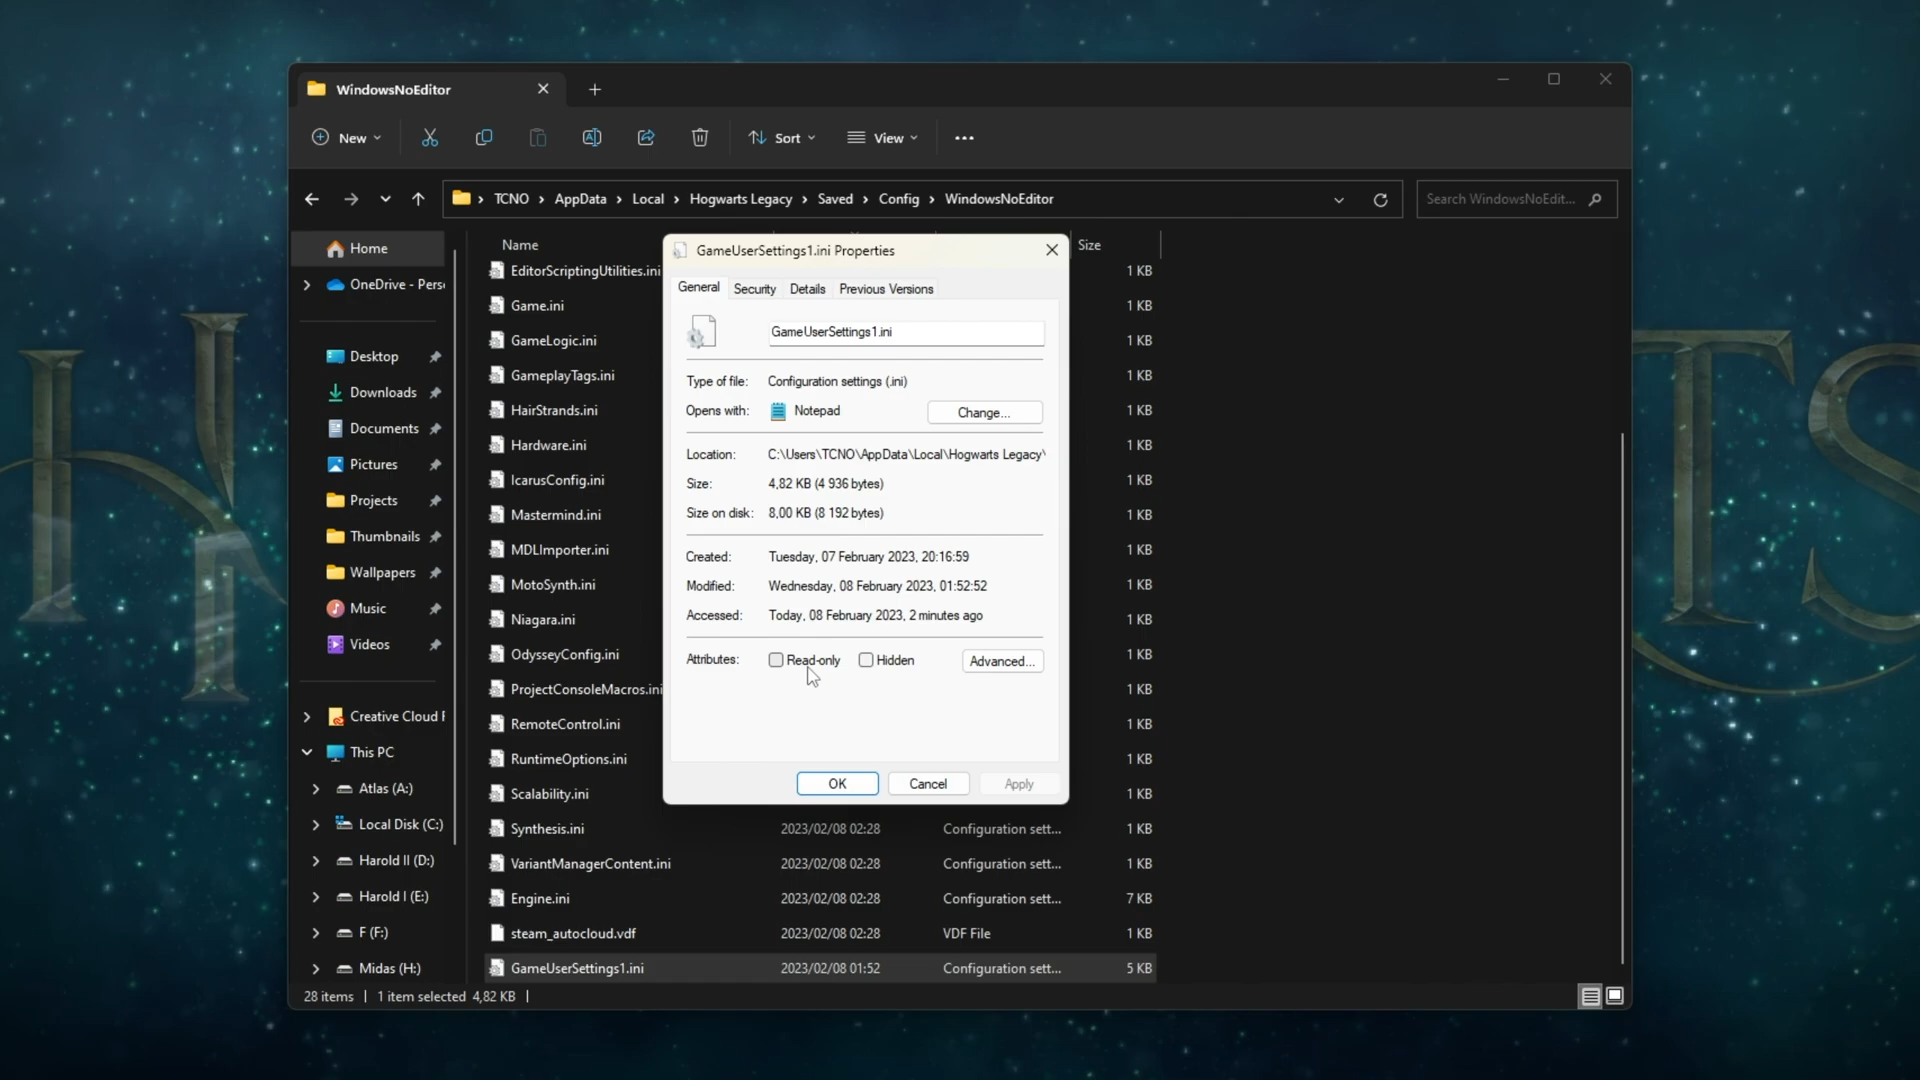 WindowsNoEditor
New
Sort
View
TCNO > AppData > Local > Hogwarts Legacy > Saved > Config > WindowsNoEditor
Search WindowsNoEdit...
Home
OneDrive - Pers
Desktop
Downloads
Documents
Pictures
Projects
Thumbnails
Wallpapers
Music
Videos
Creative Cloud F
This PC
Atlas (A:)
Local Disk (C:)
Harold II (D:)
Harold I (E:)
F (F:)
Midas (H:)
Name Size
EditorScriptingUtilities.ini 1 KB
Game.ini 1 KB
GameLogic.ini 1 KB
GameplayTags.ini 1 KB
HairStrands.ini 1 KB
Hardware.ini 1 KB
IcarusConfig.ini 1 KB
Mastermind.ini 1 KB
MDLImporter.ini 1 KB
MotoSynth.ini 1 KB
Niagara.ini 1 KB
OdysseyConfig.ini 1 KB
ProjectConsoleMacros.ini 1 KB
RemoteControl.ini 1 KB
RuntimeOptions.ini 1 KB
Scalability.ini 1 KB
Synthesis.ini 2023/02/08 02:28 Configuration sett... 1 KB
VariantManagerContent.ini 2023/02/08 02:28 Configuration sett... 1 KB
Engine.ini 2023/02/08 02:28 Configuration sett... 7 KB
steam_autocloud.vdf 2023/02/08 02:28 VDF File 1 KB
GameUserSettings1.ini 2023/02/08 01:52 Configuration sett... 5 KB
GameUserSettings1.ini Properties
General Security Details Previous Versions
GameUserSettings1.ini
Type of file: Configuration settings (.ini)
Opens with: Notepad Change...
Location: C:\Users\TCNO\AppData\Local\Hogwarts Legacy\
Size: 4,82 KB (4 936 bytes)
Size on disk: 8,00 KB (8 192 bytes)
Created: Tuesday, 07 February 2023, 20:16:59
Modified: Wednesday, 08 February 2023, 01:52:52
Accessed: Today, 08 February 2023, 2 minutes ago
Attributes: Read-only Hidden Advanced...
OK Cancel Apply
28 items | 1 item selected 4,82 KB |